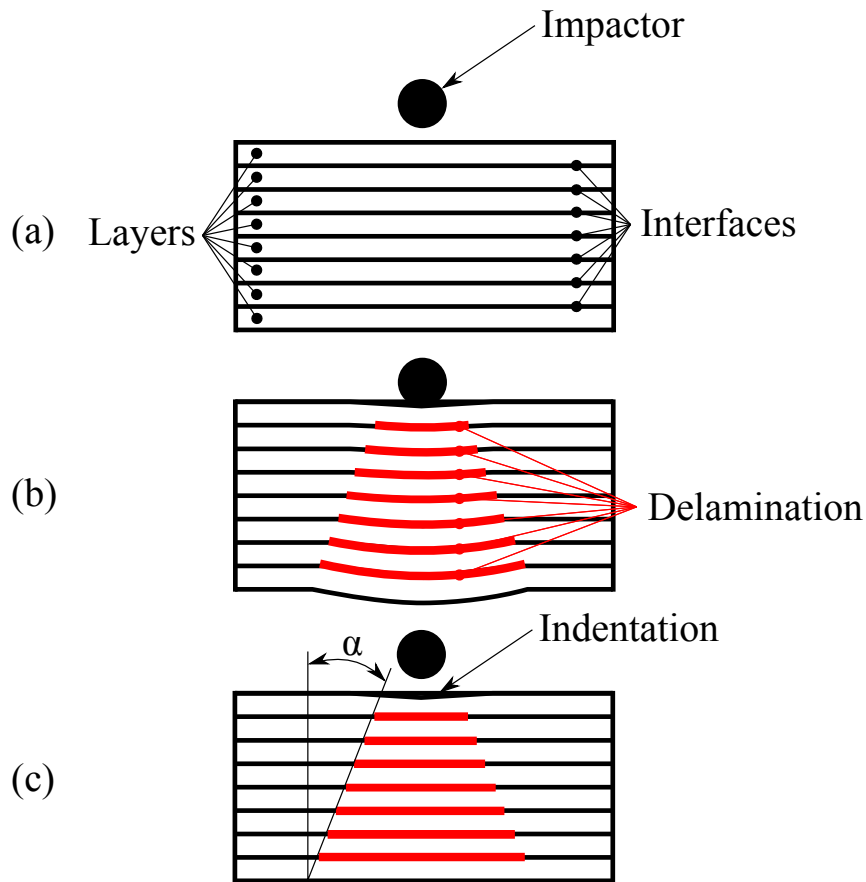 Impactor
(a)
Layers
Interfaces
(b)
Delamination
α
Indentation
(c)